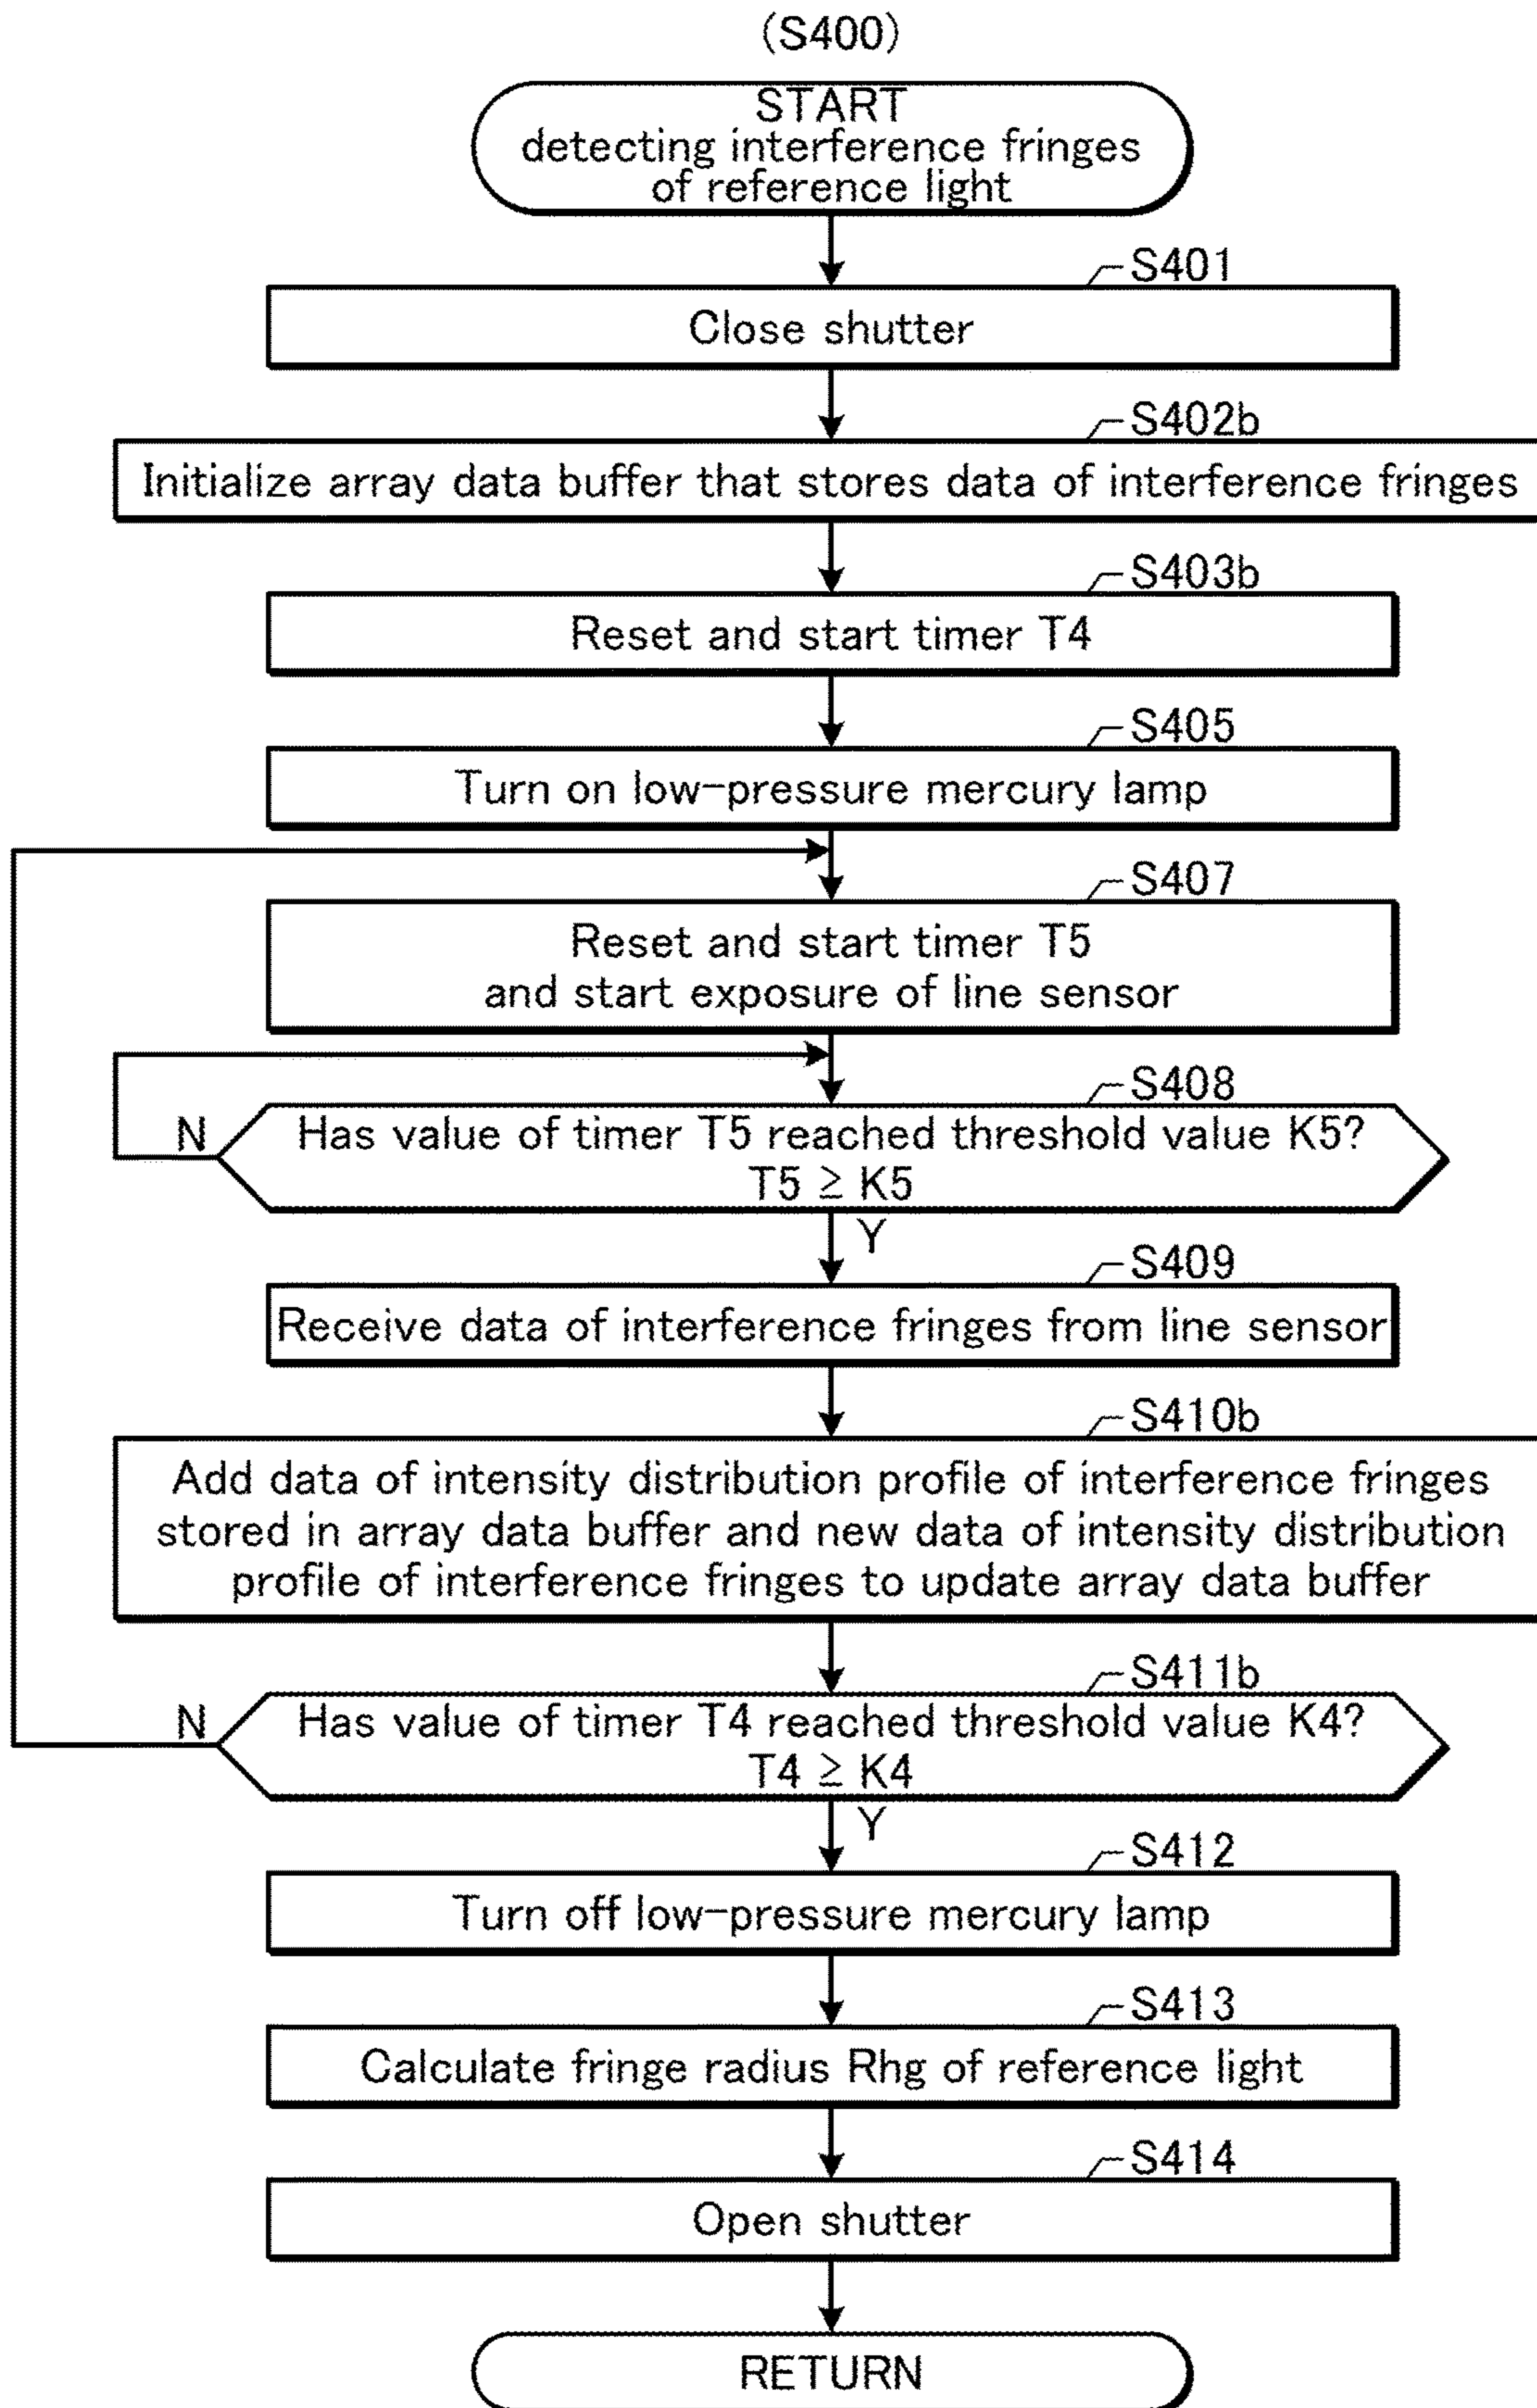 (S400)
START
detecting interference fringes
of reference light
S401
Close shutter
S402b
Initialize array data buffer that stores data of interference fringes
S403b
Reset and start timer T4
S405
Turn on low-pressure mercury lamp
S407
Reset and start timer T5
and start exposure of line sensor
S408
N
Has value of timer T5 reached threshold value K5?
T5 ≧ K5
Y
S409
Receive data of interference fringes from line sensor
S410b
Add data of intensity distribution profile of interference fringes
stored in array data buffer and new data of intensity distribution
profile of interference fringes to update array data buffer
S411b
N
Has value of timer T4 reached threshold value K4?
T4 ≧ K4
Y
S412
Turn off low-pressure mercury lamp
S413
Calculate fringe radius Rhg of reference light
S414
Open shutter
RETURN